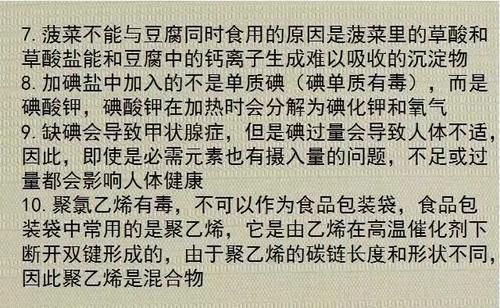 7. 菠菜不能与豆腐同时食用的原因是菠菜里的草酸和
草酸盐能和豆腐中的钙离子生成难以吸收的沉淀物
8. 加碘盐中加入的不是单质碘（碘单质有毒），而是
碘酸钾，碘酸钾在加热时会分解为碘化钾和氧气
9. 缺碘会导致甲状腺症，但是碘过量会导致人体不适，
因此，即使是必需元素也有摄入量的问题，不足或过
量都会影响人体健康
10. 聚氯乙烯有毒，不可以作为食品包装袋，食品包
装袋中常用的是聚乙烯，它是由乙烯在高温催化剂下
断开双键形成的，由于聚乙烯的碳链长度和形状不同，
因此聚乙烯是混合物